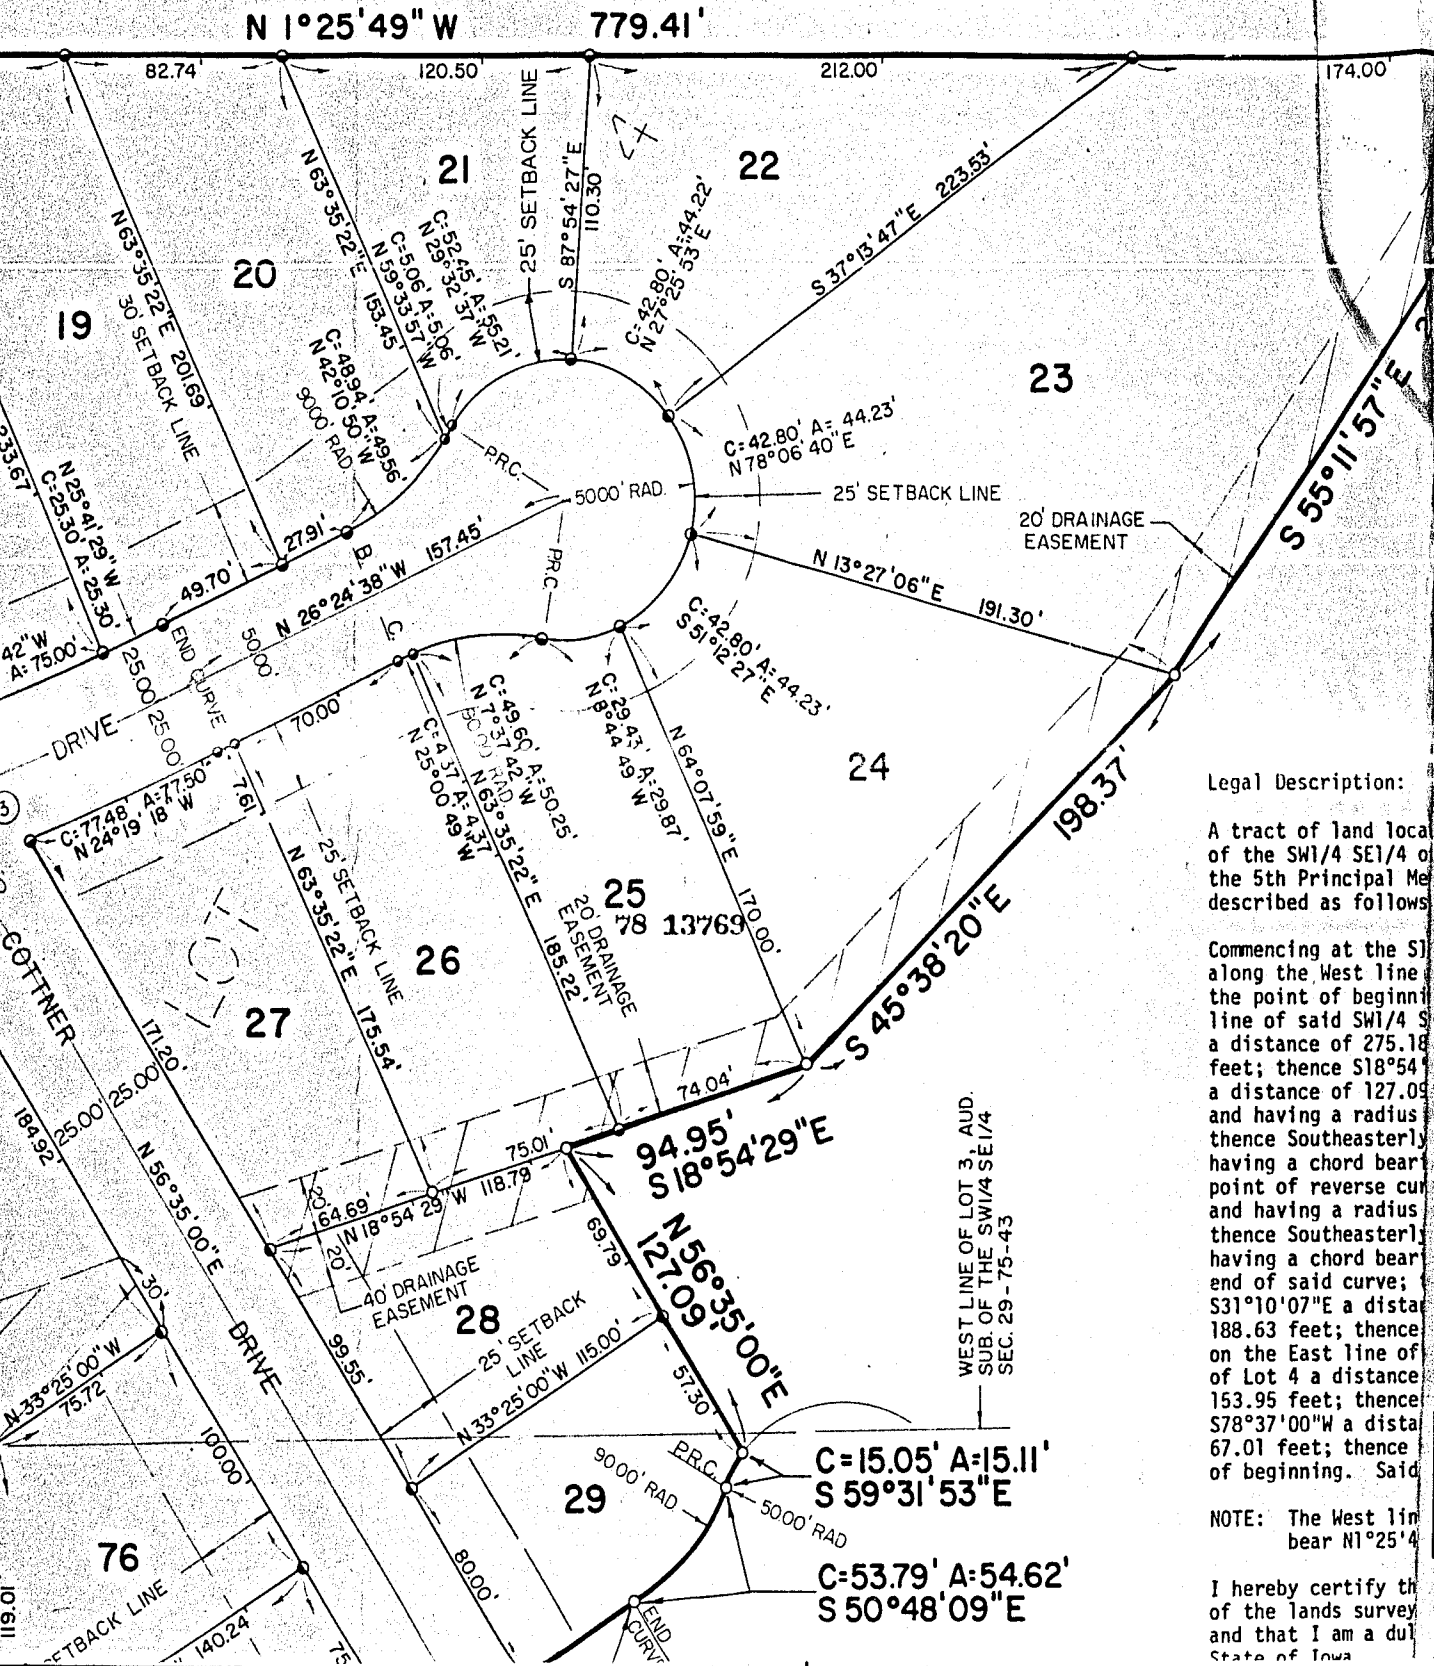 N 1°25'49" W 779.41'
82.74'
120.50'
212.00'
174.00'
19
20
21
22
23
24
25
78 13769
26
27
28
29
76
N 63°35'22"E 201.69'
30' SETBACK LINE
N 63°35'22"E 153.45'
C=52.45' A=55.21'
N 29°32'37"W
C=5.06' A=5.06'
N 59°33'57"W
C=48.94' A=49.56'
N 42°10'50"W
90.00' RAD.
25' SETBACK LINE
S 87°54'27"E
110.30'
C=42.80' A=44.22'
N 27°25'53"E
S 37°13'47"E 223.53'
C=42.80' A=44.23'
N 78°06'40"E
P.R.C.
50.00' RAD.
25' SETBACK LINE
20' DRAINAGE
EASEMENT
S 55°11'57"E
233.67'
N 25°41'29"W
C=25.30' A=25.30'
42"W
A=75.00'
49.70'
27.91'
N 26°24'38"W 157.45'
B.
C.
P.R.C.
N 13°27'06"E 191.30'
C=42.80' A=44.23'
S 51°12'27"E
END CURVE
50.00'
25.00' 25.00'
DRIVE
70.00'
7.61'
C=77.48' A=77.50'
N 24°19'18"W
3
C=49.60' A=50.25'
N 7°37'42"W
90.00' RAD.
C=4.37' A=4.37'
N 25°00'49"W
C=29.43' A=29.87'
N 8°44'49"W
N 64°07'59"E 170.00'
N 63°35'22"E 185.22'
20' DRAINAGE
EASEMENT
25' SETBACK LINE
N 63°35'22"E 175.54'
198.37'
S 45°38'20"E
COTTNER
DRIVE
171.20'
25.00' 25.00'
184.92'
N 56°35'00"E
74.04'
94.95'
S 18°54'29"E
75.01'
64.69'
N 18°54'29"W 118.79
20'
20'
40' DRAINAGE
EASEMENT
69.79'
N 56°35'00"E
127.09'
WEST LINE OF LOT 3, AUD.
SUB. OF THE SW1/4 SE1/4
SEC. 29-75-43
30'
25' SETBACK
LINE
99.55'
N 33°25'00"W 115.00'
57.30'
N 33°25'00"W
75.72'
100.00'
P.R.C.
90.00' RAD.
50.00' RAD
C=15.05' A=15.11'
S 59°31'53"E
C=53.79' A=54.62'
S 50°48'09"E
END
CURVE
80.00'
119.01
SETBACK LINE
140.24'
75
Legal Description:
A tract of land loca
of the SW1/4 SE1/4 o
the 5th Principal Me
described as follows
Commencing at the S1
along the West line
the point of beginni
line of said SW1/4 S
a distance of 275.18
feet; thence S18°54'
a distance of 127.09
and having a radius
thence Southeasterly
having a chord bear
point of reverse cur
and having a radius
thence Southeasterly
having a chord bear
end of said curve;
S31°10'07"E a dista
188.63 feet; thence
on the East line of
of Lot 4 a distance
153.95 feet; thence
S78°37'00"W a dista
67.01 feet; thence
of beginning. Said
NOTE: The West lin
bear N1°25'4
I hereby certify th
of the lands survey
and that I am a dul
State of Iowa